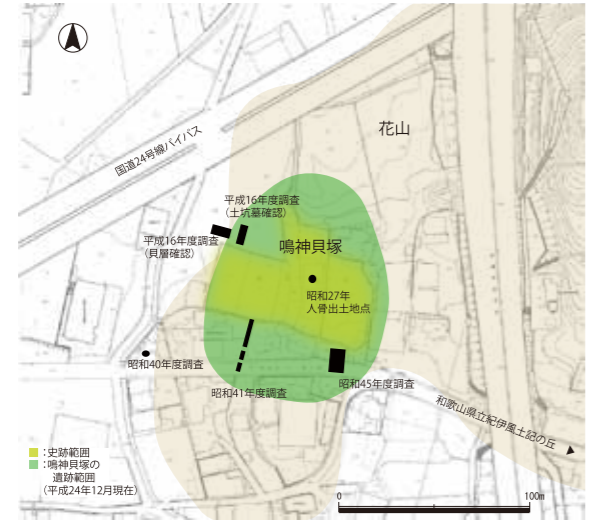 花山
国道24号線バイパス
平成16年度調査
(土坑墓確認)
平成16年度調査
(貝層確認)
鳴神貝塚
昭和27年
人骨出土地点
昭和40年度調査
昭和41年度調査
昭和45年度調査
和歌山県立紀伊風土記の丘
:史跡範囲
:鳴神貝塚の
遺跡範囲
(平成24年12月現在)
0 100m